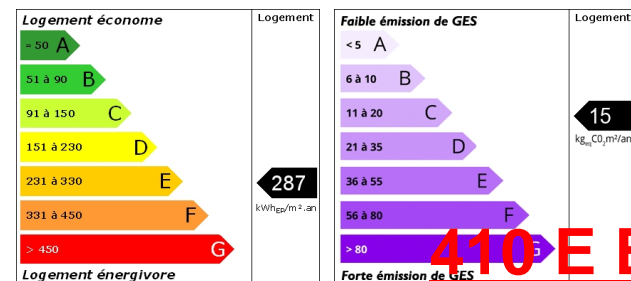 Logement économe
Logement
= 50 A
51 à 90 B
91 à 150 C
151 à 230 D
231 à 330 E
287
kWhEP/m².an
331 à 450 F
> 450 G
Logement énergivore
Faible émission de GES
Logement
< 5 A
6 à 10 B
11 à 20 C
15
kgeqCO2m²/an
21 à 35 D
36 à 55 E
56 à 80 F
> 80 G
410 E
Forte émission de GES